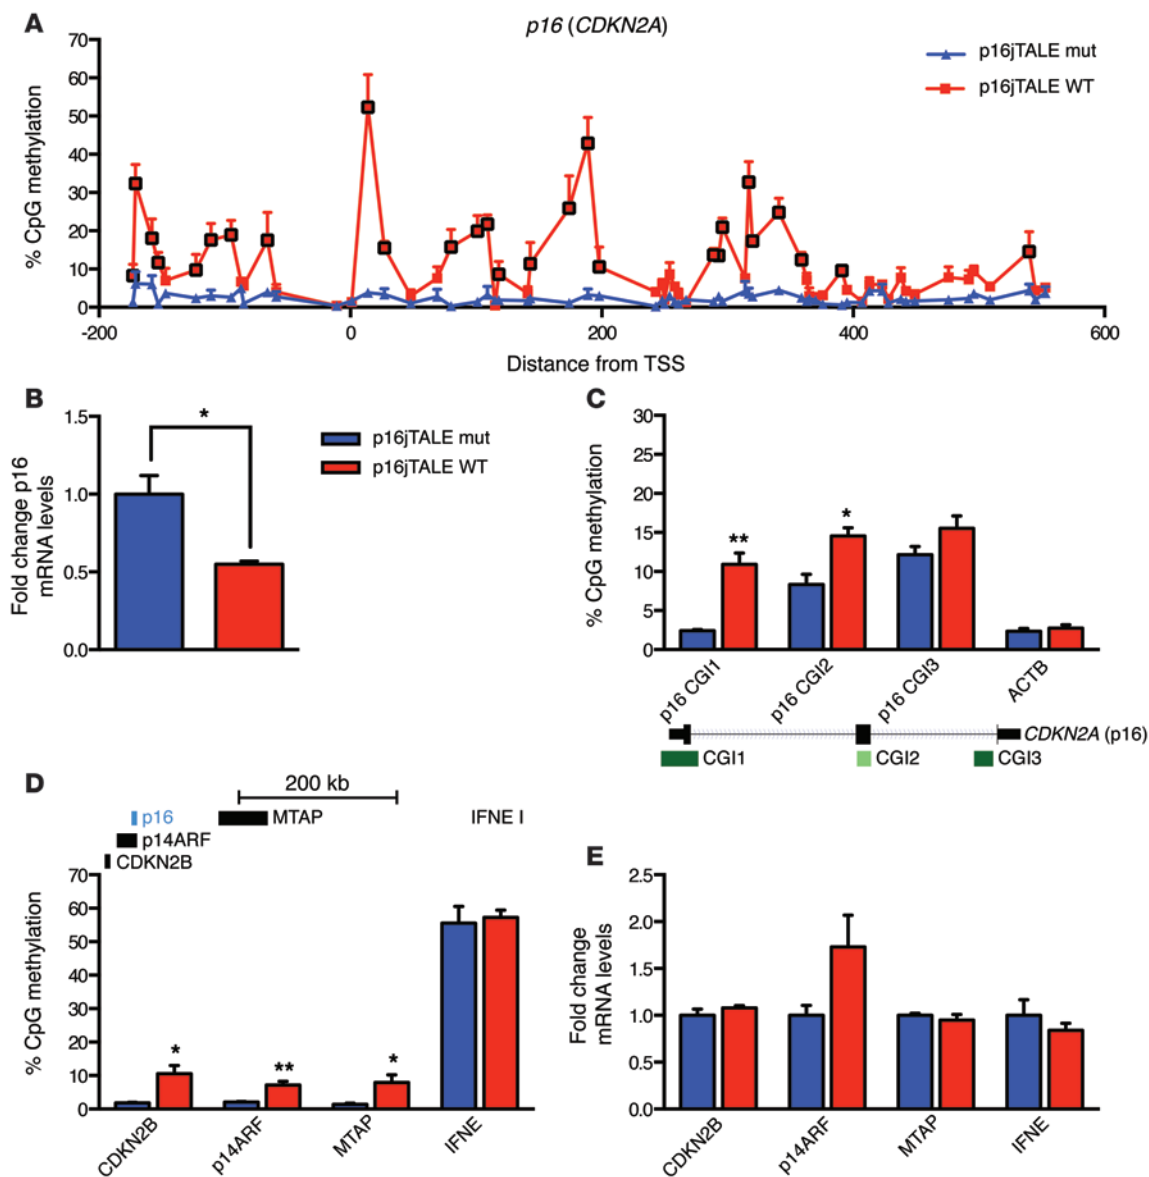 A
p16 (CDKN2A)
70
60
50
40
30
20
10
0
% CpG methylation
-200
0
200
400
600
Distance from TSS
p16jTALE mut
p16jTALE WT
B
1.5
1.0
0.5
0.0
Fold change p16
mRNA levels
*
p16jTALE mut
p16jTALE WT
C
30
25
20
15
10
5
0
% CpG methylation
**
*
p16 CGI1
p16 CGI2
p16 CGI3
ACTB
CDKN2A (p16)
CGI1
CGI2
CGI3
D
200 kb
p16
MTAP
IFNE I
p14ARF
CDKN2B
70
60
50
40
30
20
10
0
% CpG methylation
*
**
*
CDKN2B
p14ARF
MTAP
IFNE
E
2.5
2.0
1.5
1.0
0.5
0.0
Fold change
mRNA levels
CDKN2B
p14ARF
MTAP
IFNE